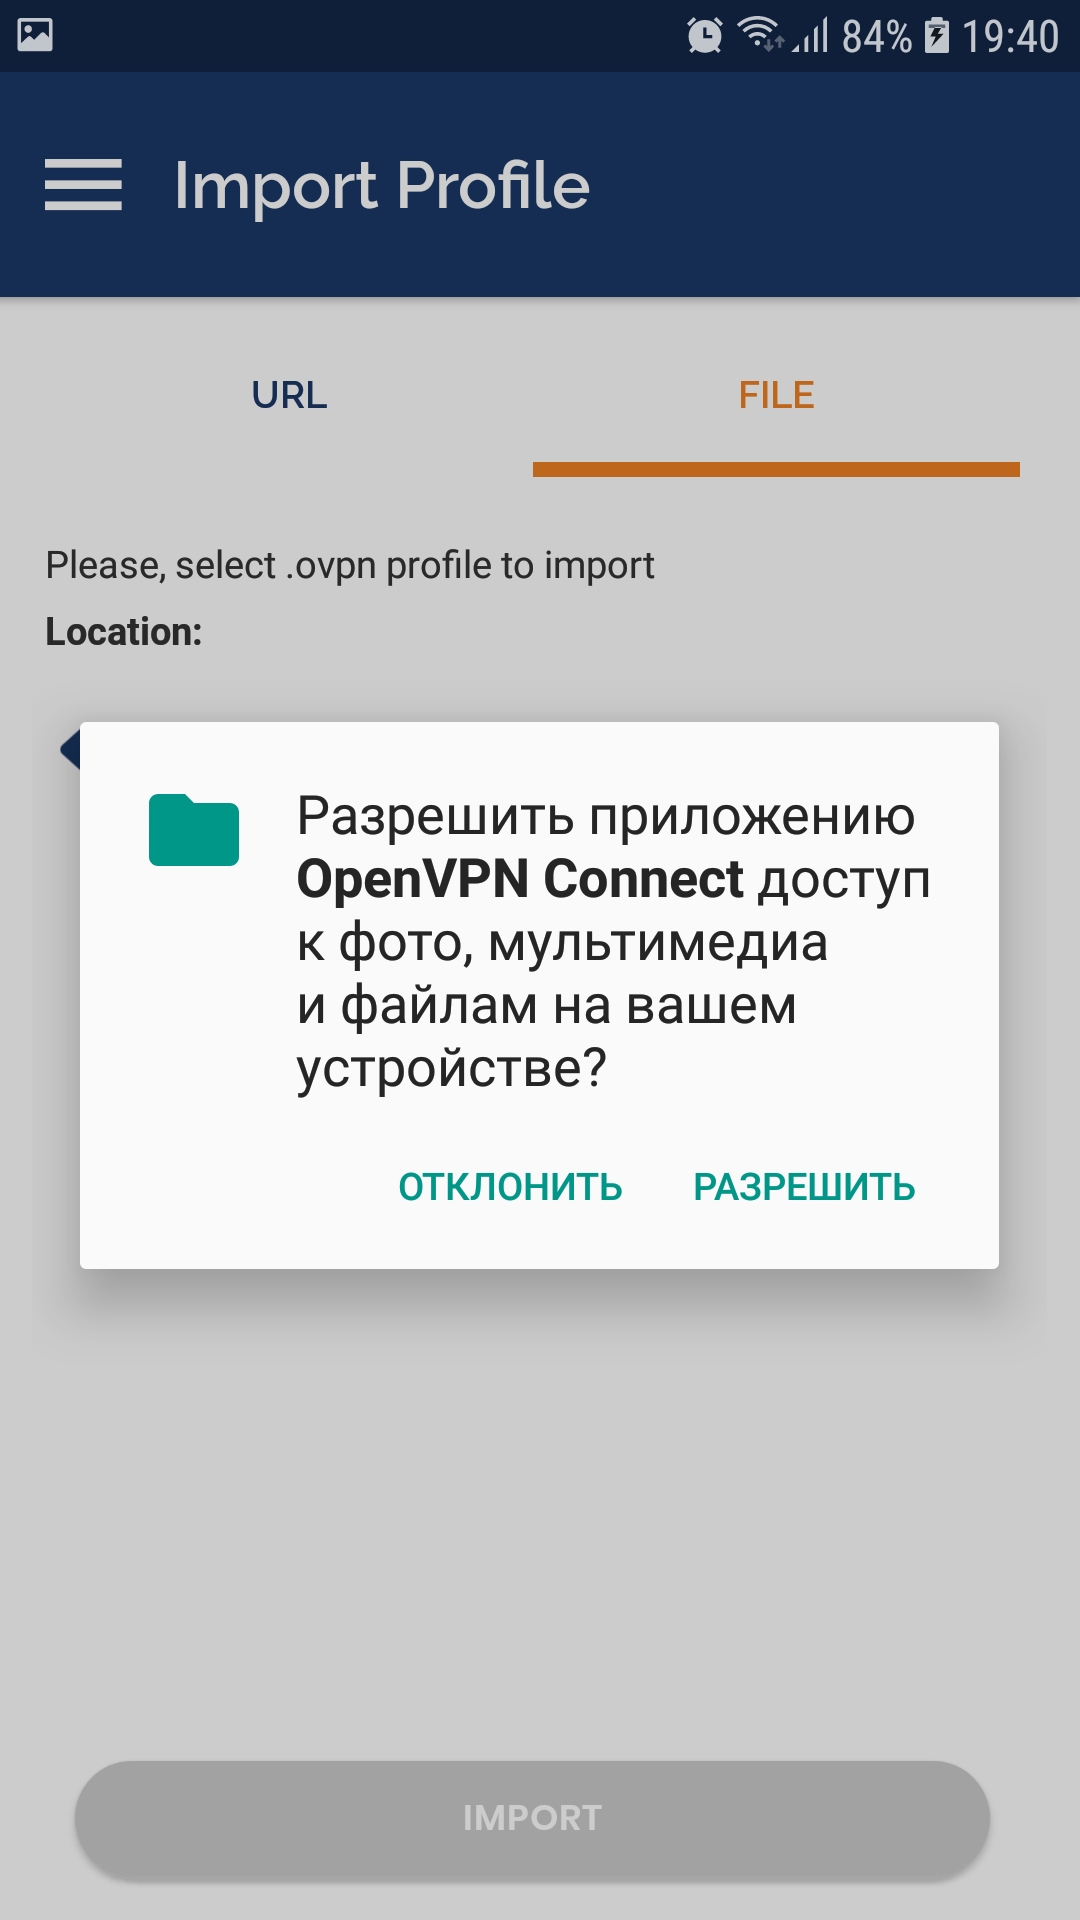 84% 19:40
Import Profile
URL FILE
Please, select .ovpn profile to import
Location:
Разрешить приложению
OpenVPN Connect доступ
к фото, мультимедиа
и файлам на вашем
устройстве?
ОТКЛОНИТЬ РАЗРЕШИТЬ
IMPORT